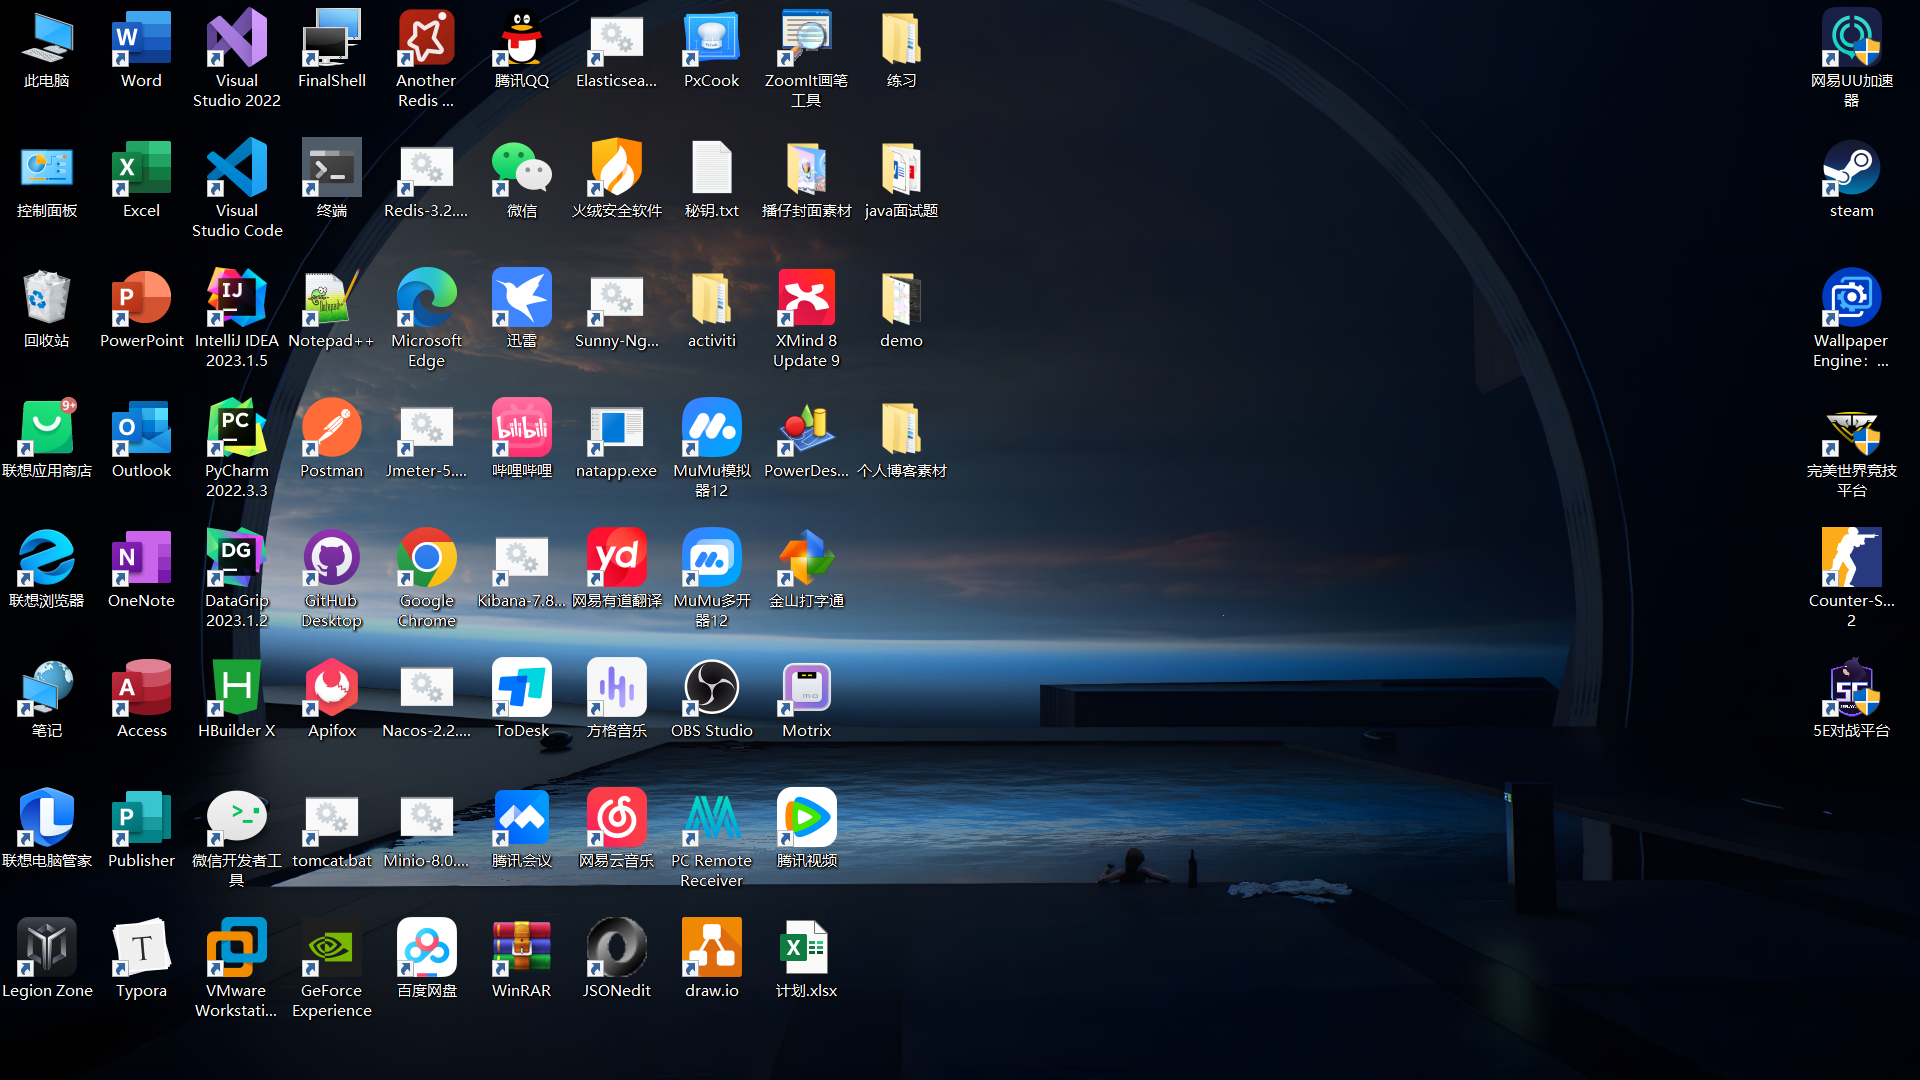 此电脑
Word
Visual
Studio 2022
FinalShell
Another
Redis ...
腾讯QQ
Elasticsea...
PxCook
ZoomIt画笔
工具
练习
网易UU加速
器
控制面板
Excel
Visual
Studio Code
终端
Redis-3.2....
微信
火绒安全软件
秘钥.txt
播仔封面素材
java面试题
steam
回收站
PowerPoint
IntelliJ IDEA
2023.1.5
Notepad++
Microsoft
Edge
迅雷
Sunny-Ng...
activiti
XMind 8
Update 9
demo
Wallpaper
Engine：...
联想应用商店
Outlook
PyCharm
2022.3.3
Postman
Jmeter-5....
哔哩哔哩
natapp.exe
MuMu模拟
器12
PowerDes...
个人博客素材
完美世界竞技
平台
联想浏览器
OneNote
DataGrip
2023.1.2
GitHub
Desktop
Google
Chrome
Kibana-7.8...
网易有道翻译
MuMu多开
器12
金山打字通
Counter-S...
2
笔记
Access
HBuilder X
Apifox
Nacos-2.2....
ToDesk
方格音乐
OBS Studio
Motrix
5E对战平台
联想电脑管家
Publisher
微信开发者工
具
tomcat.bat
Minio-8.0....
腾讯会议
网易云音乐
PC Remote
Receiver
腾讯视频
Legion Zone
Typora
VMware
Workstati...
GeForce
Experience
百度网盘
WinRAR
JSONedit
draw.io
计划.xlsx